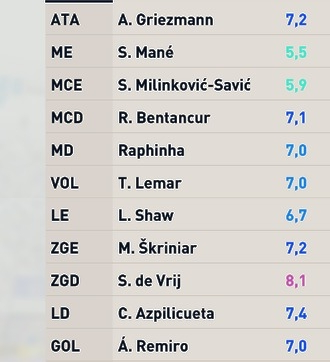 ATA A. Griezmann 7,2
ME S. Mané 5,5
MCE S. Milinković-Savić 5,9
MCD R. Bentancur 7,1
MD Raphinha 7,0
VOL T. Lemar 7,0
LE L. Shaw 6,7
ZGE M. Škriniar 7,2
ZGD S. de Vrij 8,1
LD C. Azpilicueta 7,4
GOL Á. Remiro 7,0